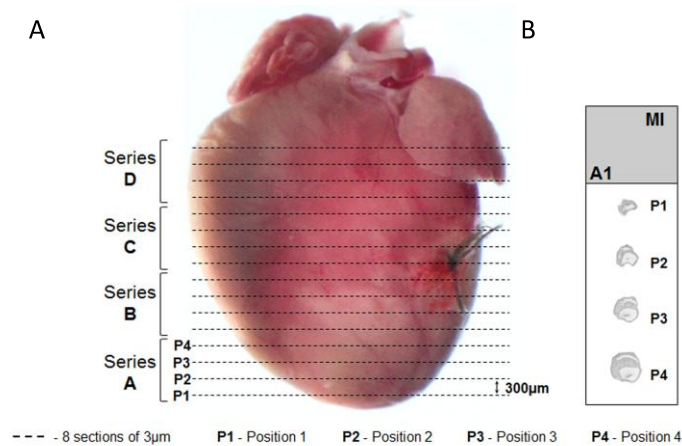 A
B
Series
D
Series
C
Series
B
Series
A
P4
P3
P2
P1
300µm
MI
A1
P1
P2
P3
P4
- 8 sections of 3µm P1 - Position 1 P2 - Position 2 P3 - Position 3 P4 - Position 4